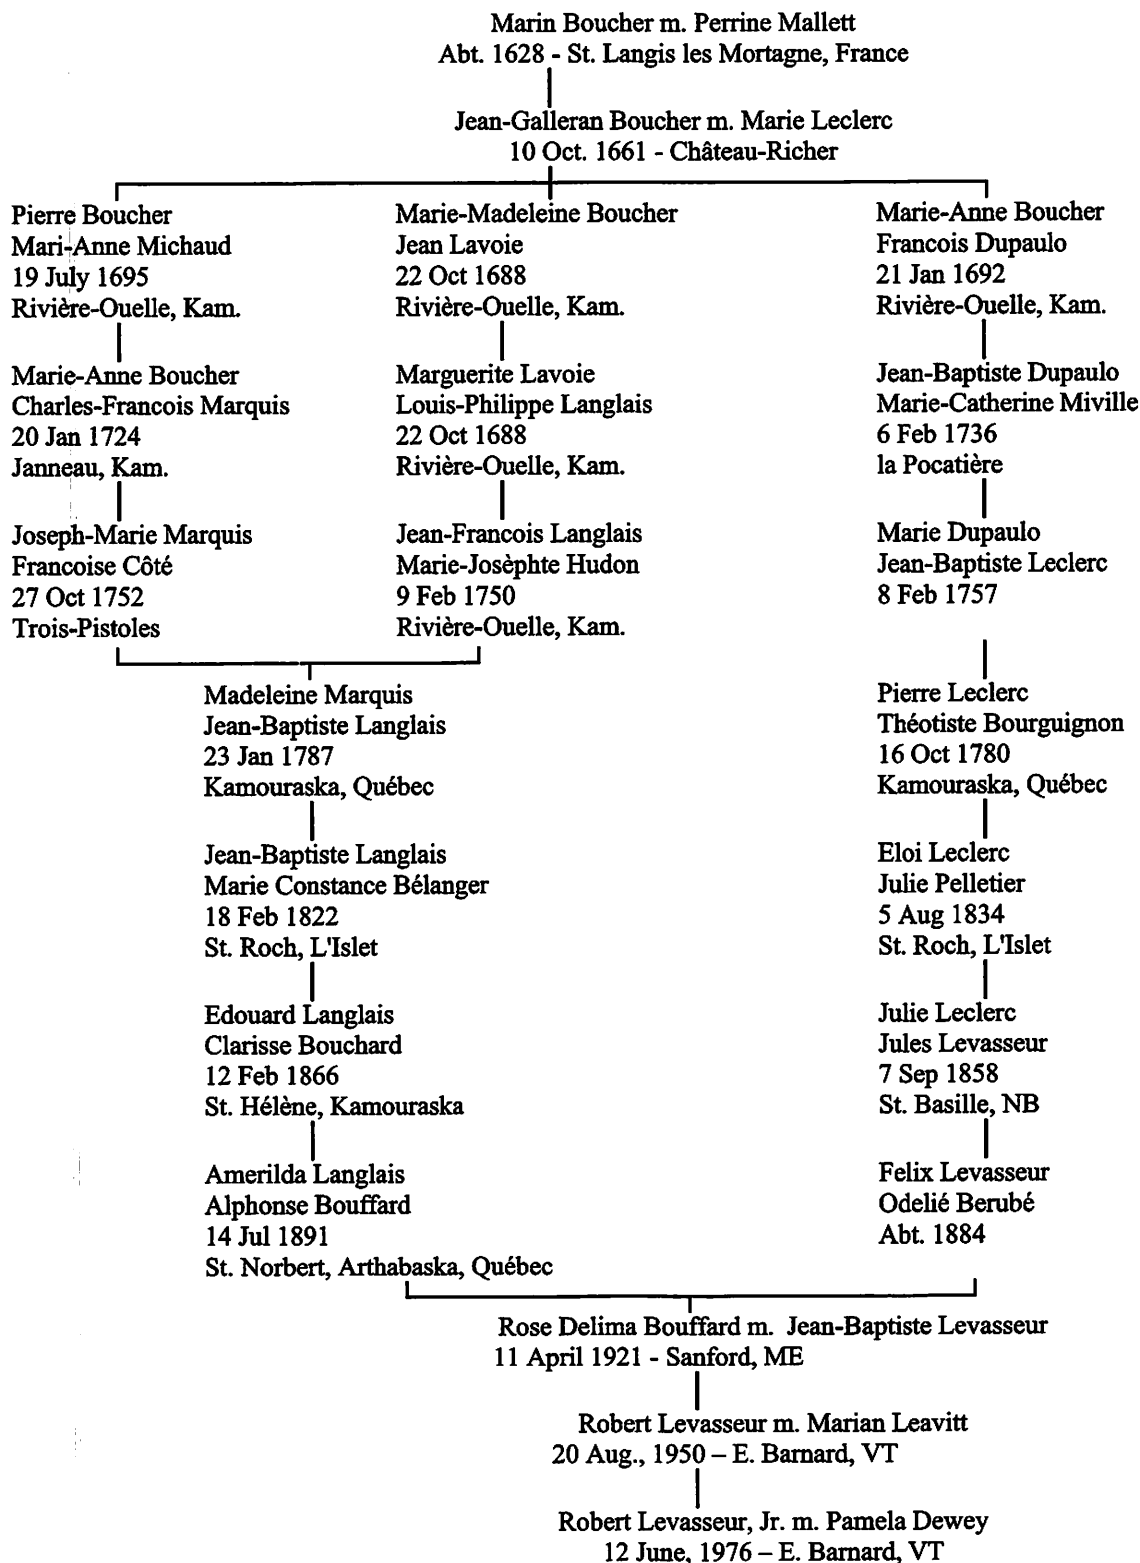 Marin Boucher m. Perrine Mallett
Abt. 1628 - St. Langis les Mortagne, France
Jean-Galleran Boucher m. Marie Leclerc
10 Oct. 1661 - Château-Richer
Pierre Boucher
Mari-Anne Michaud
19 July 1695
Rivière-Ouelle, Kam.
Marie-Madeleine Boucher
Jean Lavoie
22 Oct 1688
Rivière-Ouelle, Kam.
Marie-Anne Boucher
Francois Dupaulo
21 Jan 1692
Rivière-Ouelle, Kam.
Marie-Anne Boucher
Charles-Francois Marquis
20 Jan 1724
Janneau, Kam.
Marguerite Lavoie
Louis-Philippe Langlais
22 Oct 1688
Rivière-Ouelle, Kam.
Jean-Baptiste Dupaulo
Marie-Catherine Miville
6 Feb 1736
la Pocatière
Joseph-Marie Marquis
Francoise Côté
27 Oct 1752
Trois-Pistoles
Jean-Francois Langlais
Marie-Josèphte Hudon
9 Feb 1750
Rivière-Ouelle, Kam.
Marie Dupaulo
Jean-Baptiste Leclerc
8 Feb 1757
Madeleine Marquis
Jean-Baptiste Langlais
23 Jan 1787
Kamouraska, Québec
Pierre Leclerc
Théotiste Bourguignon
16 Oct 1780
Kamouraska, Québec
Jean-Baptiste Langlais
Marie Constance Bélanger
18 Feb 1822
St. Roch, L'Islet
Eloi Leclerc
Julie Pelletier
5 Aug 1834
St. Roch, L'Islet
Edouard Langlais
Clarisse Bouchard
12 Feb 1866
St. Hélène, Kamouraska
Julie Leclerc
Jules Levasseur
7 Sep 1858
St. Basille, NB
Amerilda Langlais
Alphonse Bouffard
14 Jul 1891
St. Norbert, Arthabaska, Québec
Felix Levasseur
Odelié Berubé
Abt. 1884
Rose Delima Bouffard m. Jean-Baptiste Levasseur
11 April 1921 - Sanford, ME
Robert Levasseur m. Marian Leavitt
20 Aug., 1950 – E. Barnard, VT
Robert Levasseur, Jr. m. Pamela Dewey
12 June, 1976 – E. Barnard, VT